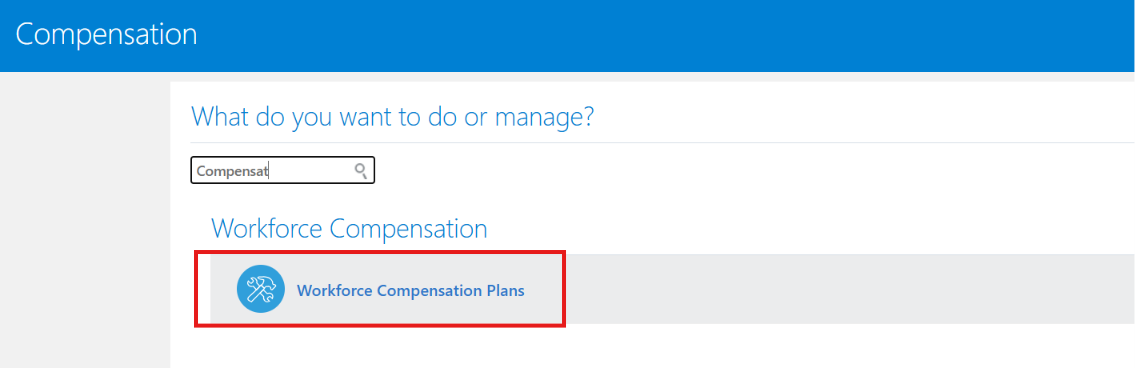 Compensation
What do you want to do or manage?
Compensat
Workforce Compensation
Workforce Compensation Plans